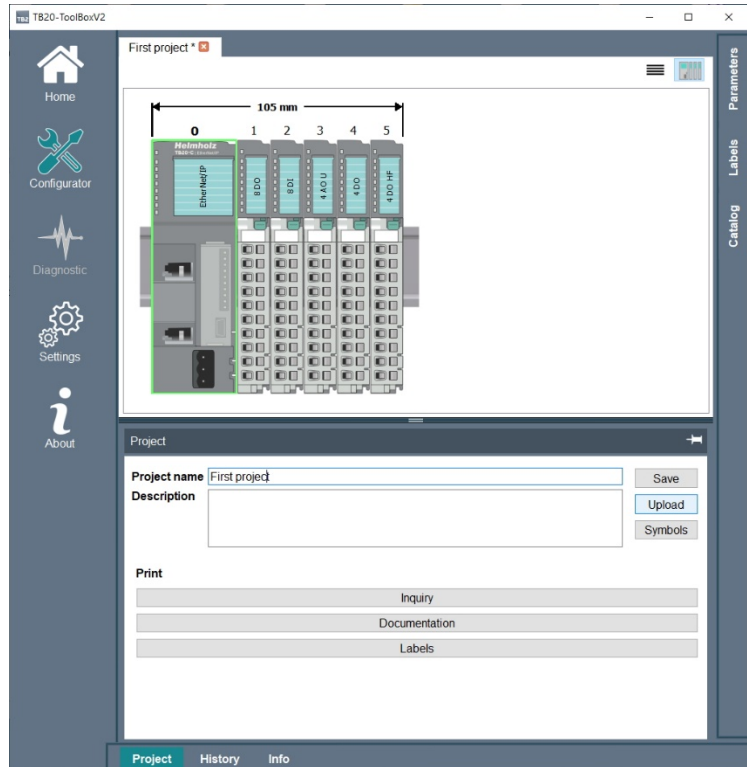 TB20-ToolBoxV2
First project *
Home
Configurator
Diagnostic
Settings
About
105 mm
0 1 2 3 4 5
Helmholz
EtherNet/IP
8 DO
8 DI
4 AO U
4 DO
4 DO HF
Parameters
Labels
Catalog
Project
Project name First project
Save
Description
Upload
Symbols
Print
Inquiry
Documentation
Labels
Project History Info